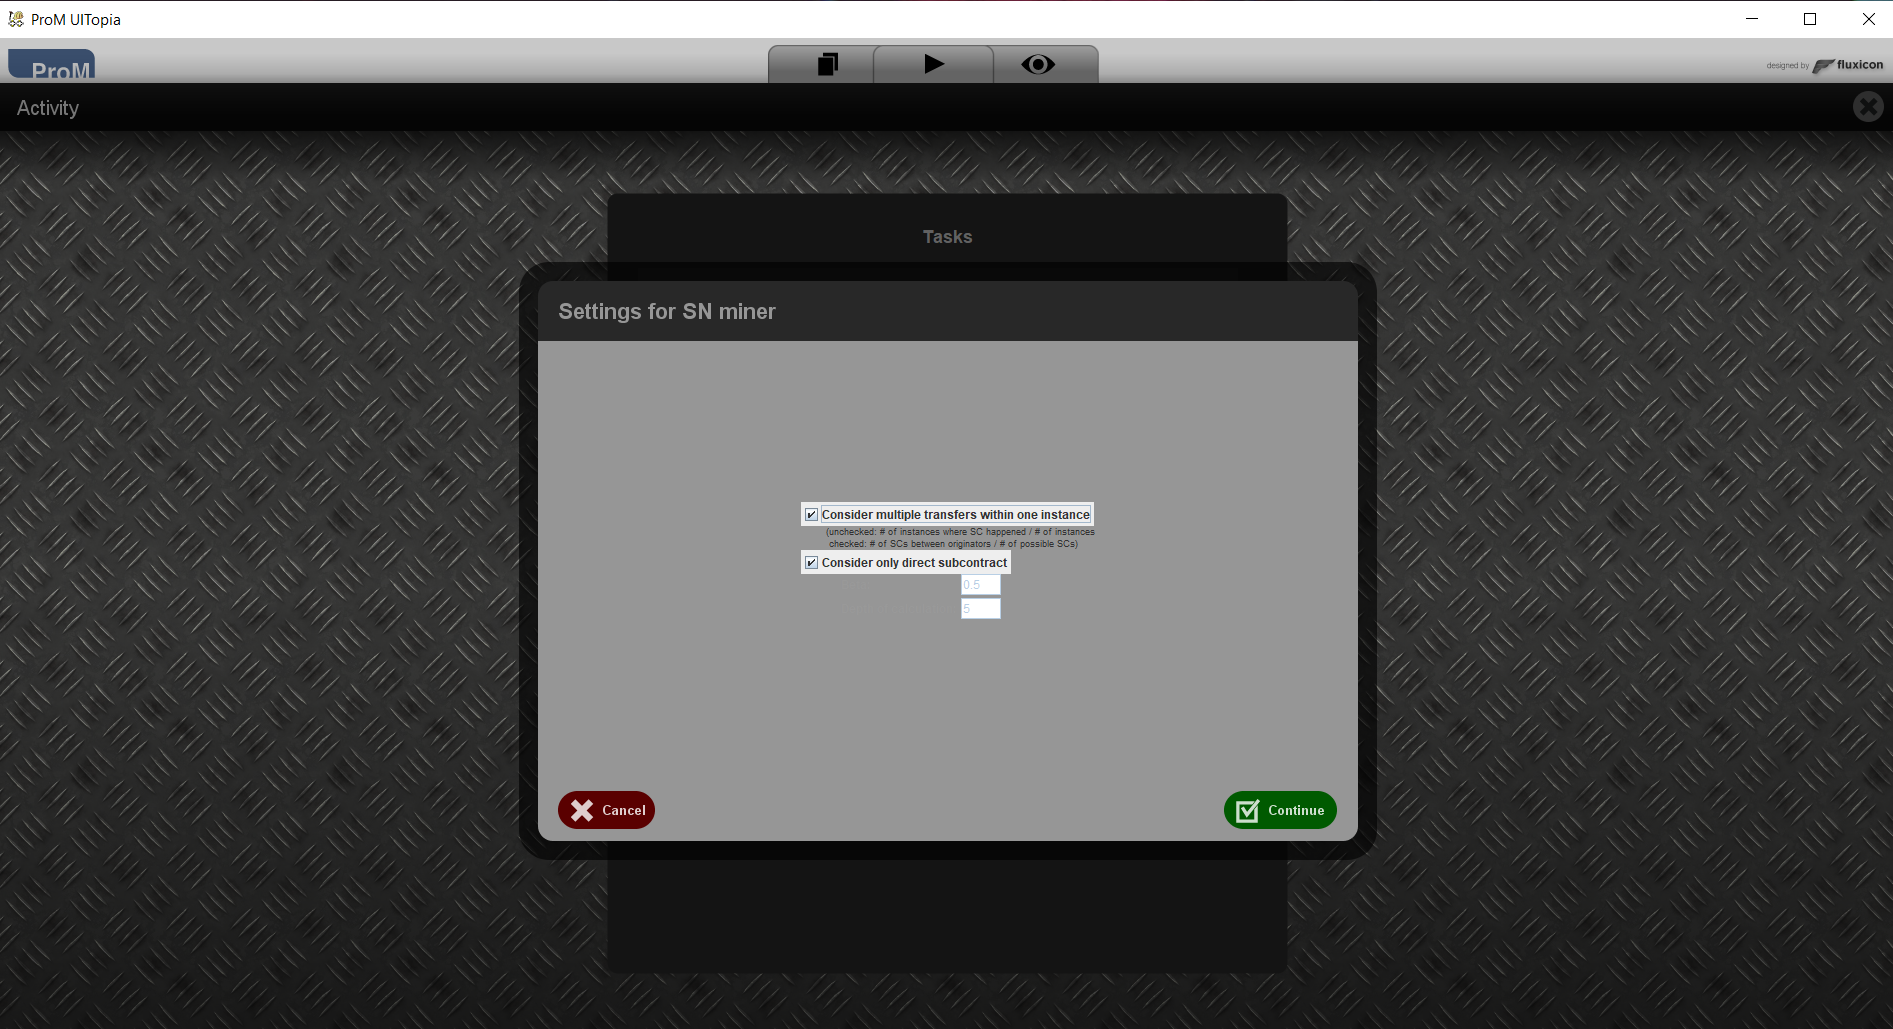 ProM UITopia
ProM
designed by fluxicon
Activity
Tasks
Settings for SN miner
Consider multiple transfers within one instance
(unchecked: # of instances where SC happened / # of instances
checked: # of SCs between originators / # of possible SCs)
Consider only direct subcontract
0.5
5
Cancel
Continue